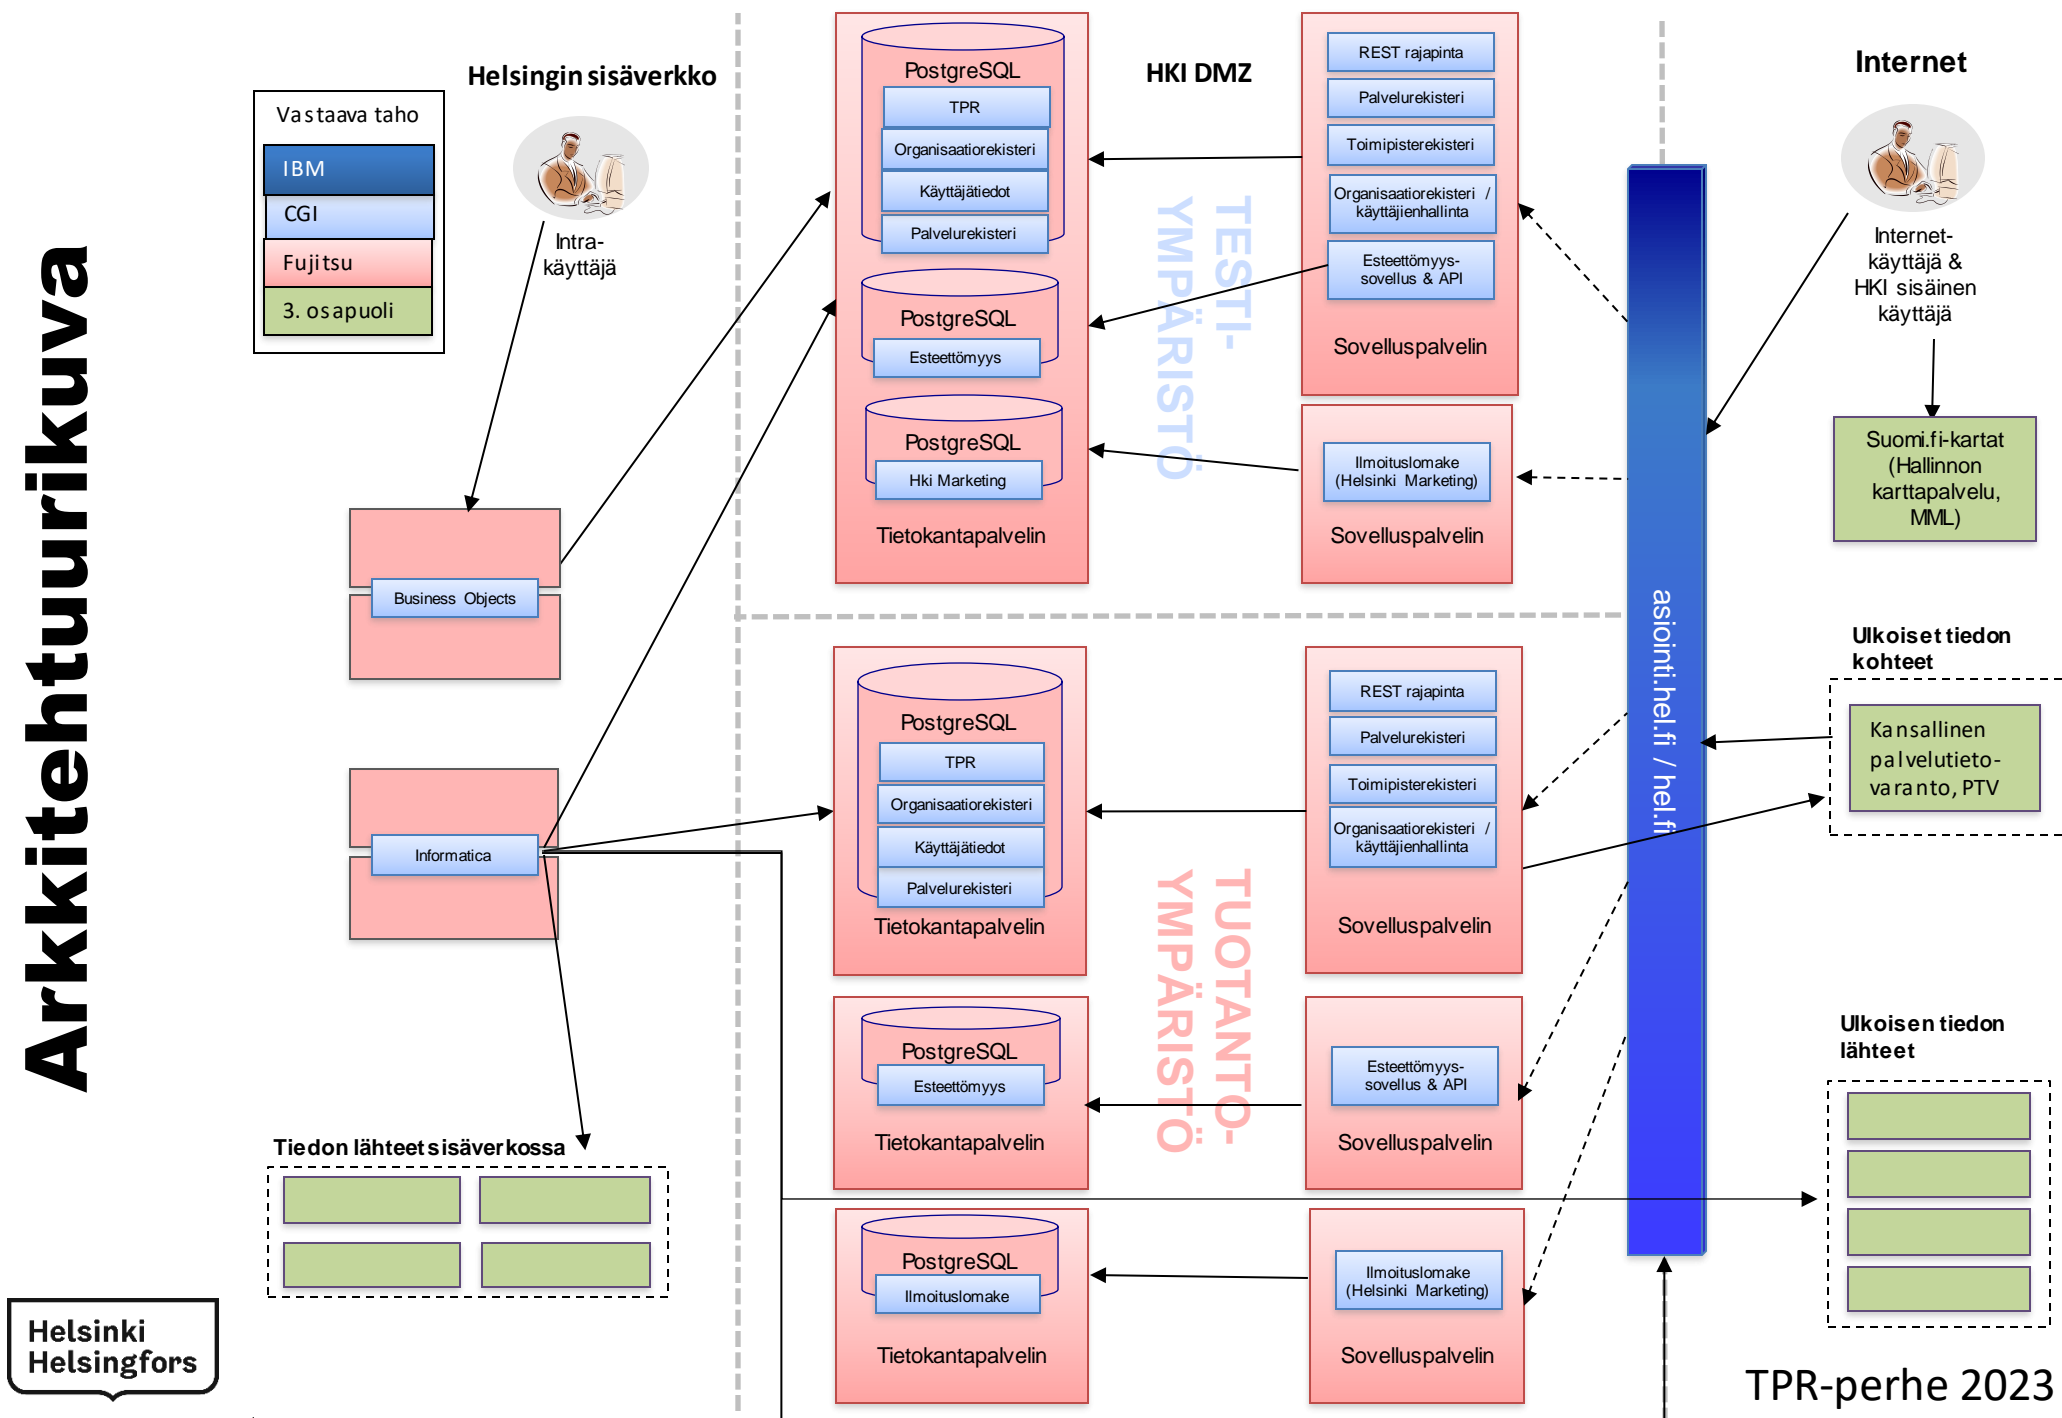 Arkkitehtuurikuva
Vastaava taho
IBM
CGI
Fujitsu
3. osapuoli
Helsingin sisäverkko
Intra-
käyttäjä
Business Objects
Informatica
Tiedon lähteet sisäverkossa
Helsinki
Helsingfors
HKI DMZ
TESTI-
YMPÄRISTÖ
PostgreSQL
TPR
Organisaatiorekisteri
Käyttäjätiedot
Palvelurekisteri
PostgreSQL
Esteettömyys
PostgreSQL
Hki Marketing
Tietokantapalvelin
REST rajapinta
Palvelurekisteri
Toimipisterekisteri
Organisaatiorekisteri /
käyttäjienhallinta
Esteettömyys-
sovellus & API
Sovelluspalvelin
Ilmoituslomake
(Helsinki Marketing)
Sovelluspalvelin
TUOTANTO-
YMPÄRISTÖ
PostgreSQL
TPR
Organisaatiorekisteri
Käyttäjätiedot
Palvelurekisteri
Tietokantapalvelin
REST rajapinta
Palvelurekisteri
Toimipisterekisteri
Organisaatiorekisteri /
käyttäjienhallinta
Sovelluspalvelin
PostgreSQL
Esteettömyys
Tietokantapalvelin
Esteettömyys-
sovellus & API
Sovelluspalvelin
PostgreSQL
Ilmoituslomake
Tietokantapalvelin
Ilmoituslomake
(Helsinki Marketing)
Sovelluspalvelin
asiointi.hel.fi / hel.fi
Internet
Internet-
käyttäjä &
HKI sisäinen
käyttäjä
Suomi.fi-kartat
(Hallinnon
karttapalvelu,
MML)
Ulkoiset tiedon
kohteet
Kansallinen
palvelutieto-
varanto, PTV
Ulkoisen tiedon
lähteet
TPR-perhe 2023